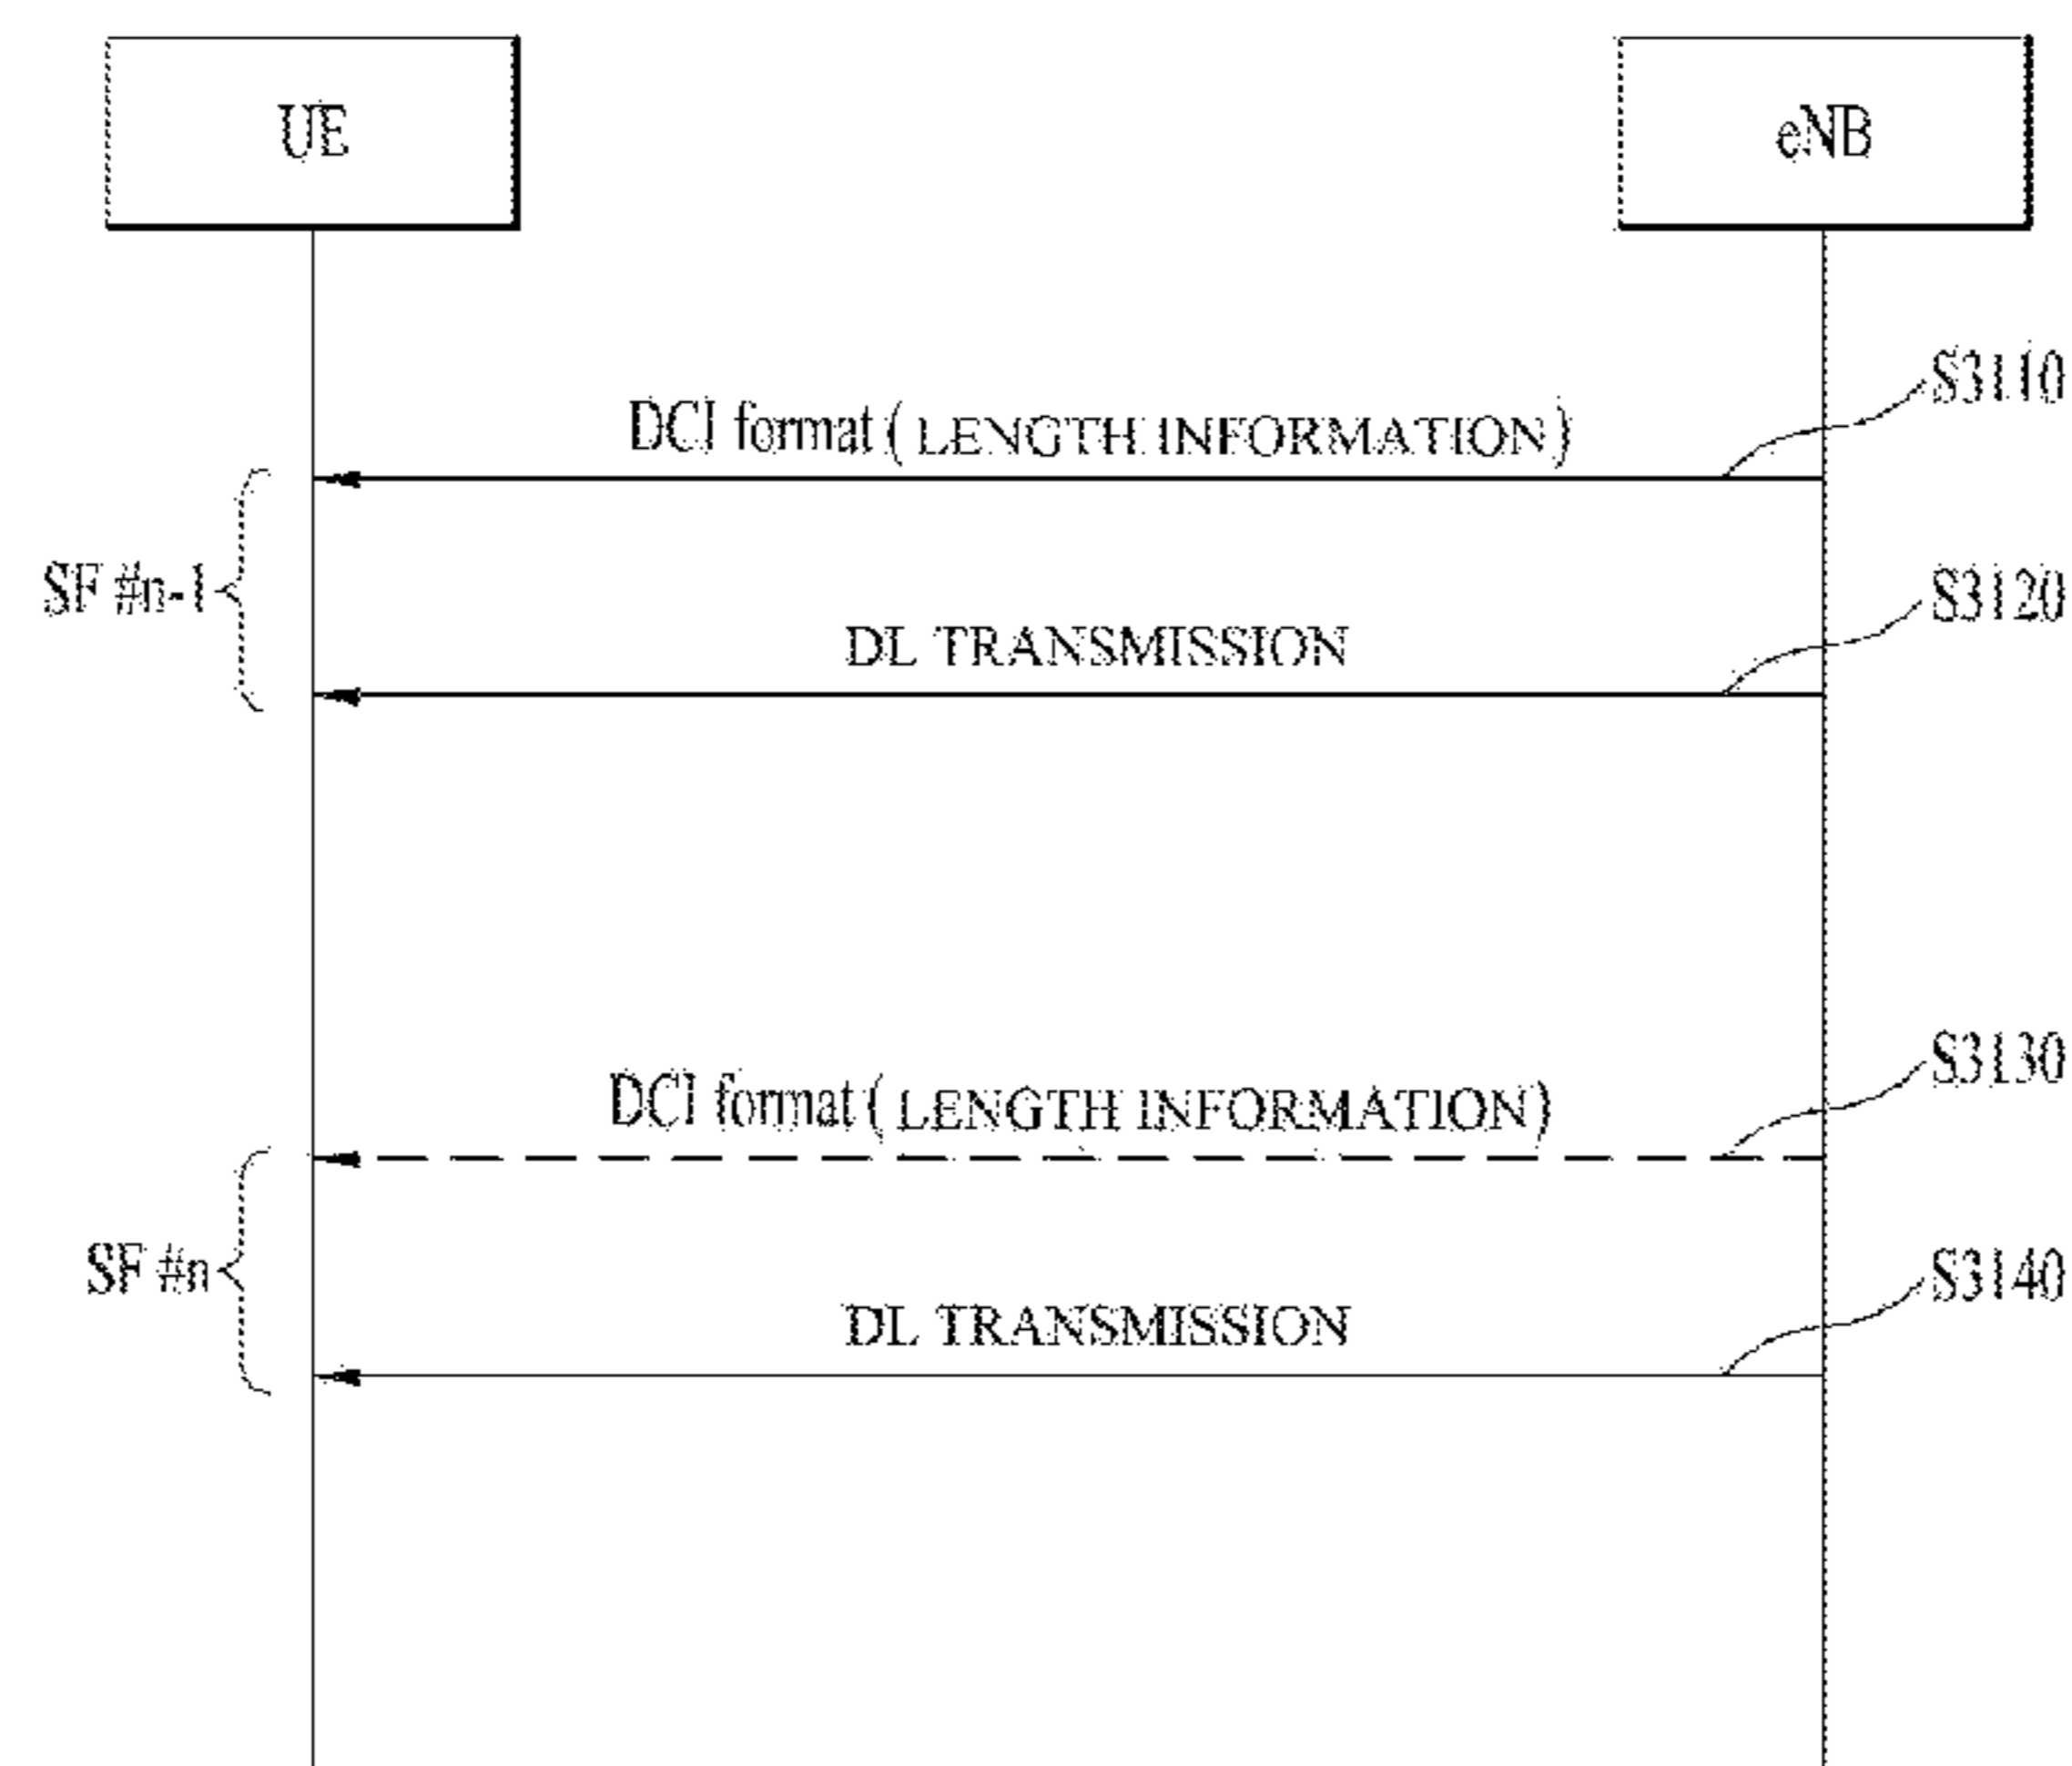 UE
eNB
S3110
DCI format ( LENGTH INFORMATION)
SF #n-1
S3120
DL TRANSMISSION
S3130
DCI format ( LENGTH INFORMATION)
SF #n
S3140
DL TRANSMISSION